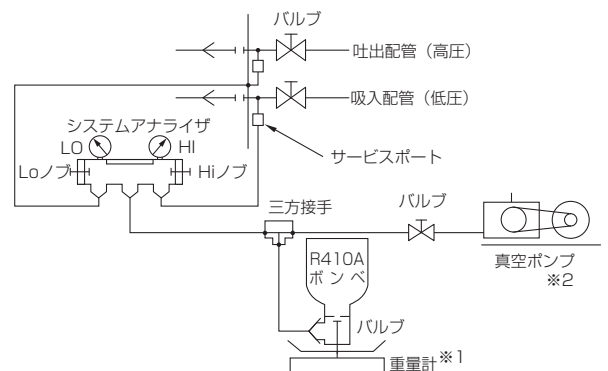 バルブ
吐出配管（高圧）
吸入配管（低圧）
システムアナライザ
LO
HI
サービスポート
Loノブ
Hiノブ
三方接手
バルブ
R410A
ボンベ
真空ポンプ
※2
バルブ
重量計※1